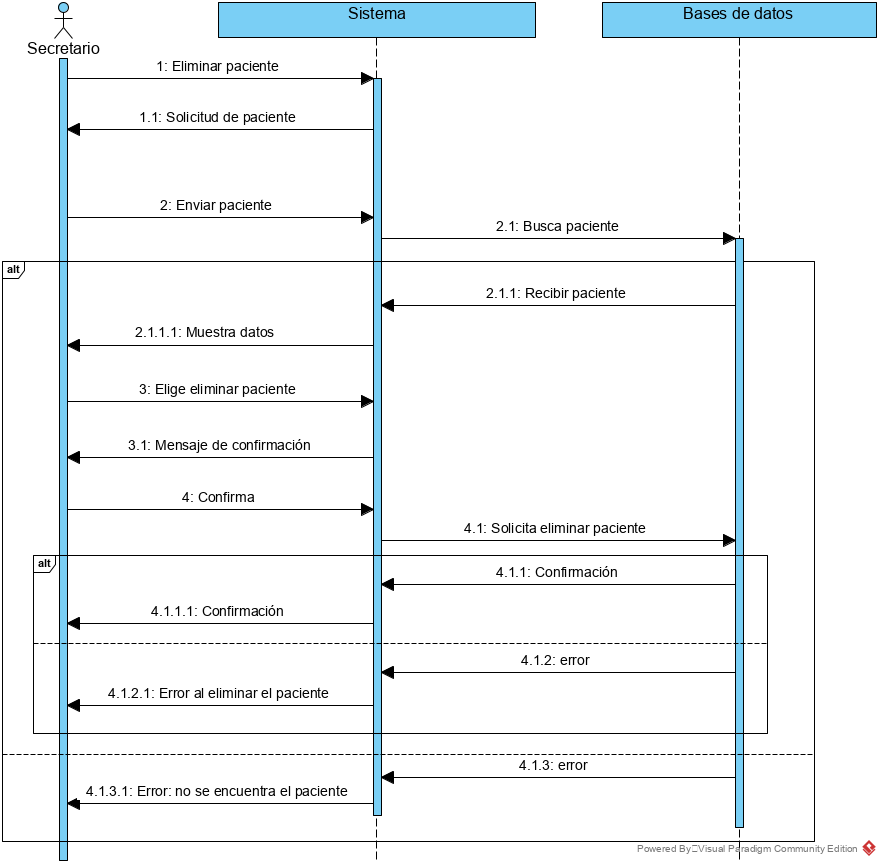 Sistema
Bases de datos
Secretario
1: Eliminar paciente
1.1: Solicitud de paciente
2: Enviar paciente
2.1: Busca paciente
alt
2.1.1: Recibir paciente
2.1.1.1: Muestra datos
3: Elige eliminar paciente
3.1: Mensaje de confirmación
4: Confirma
4.1: Solicita eliminar paciente
alt
4.1.1: Confirmación
4.1.1.1: Confirmación
4.1.2: error
4.1.2.1: Error al eliminar el paciente
4.1.3: error
4.1.3.1: Error: no se encuentra el paciente
Powered By Visual Paradigm Community Edition